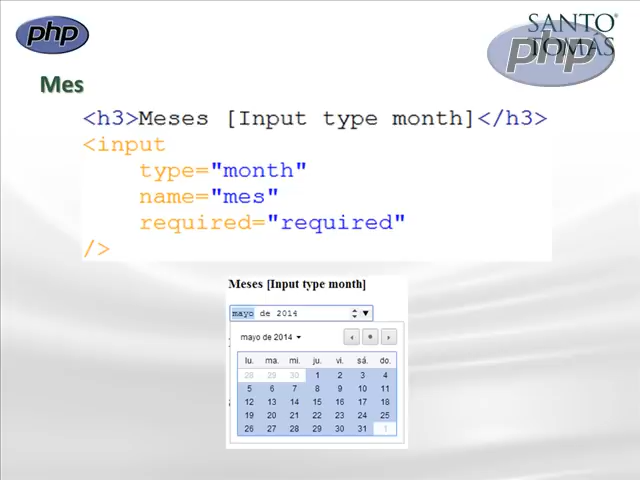 php
SANTO
TOMÁS
php
Mes
<h3>Meses [Input type month]</h3>
<input
type="month"
name="mes"
required="required"
/>
Meses [Input type month]
mayo de 2014
mayo de 2014
lu. ma. mi. ju. vi. sá. do.
28 29 30 1 2 3 4
5 6 7 8 9 10 11
12 13 14 15 16 17 18
19 20 21 22 23 24 25
26 27 28 29 30 31 1